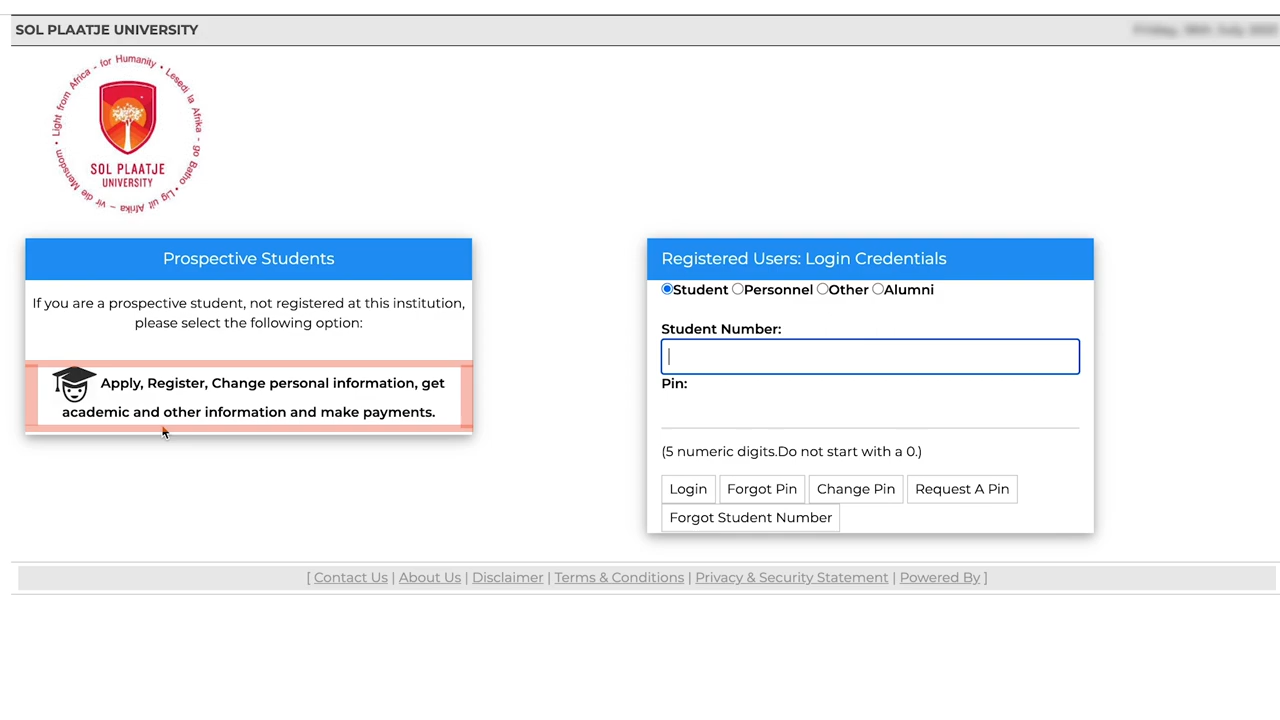 SOL PLAATJE UNIVERSITY
Light from Africa - for Humanity • Lesedi la Afrika - go Batho • Lig uit Afrika - vir die Mensdom •
SOL PLAATJE
UNIVERSITY
Prospective Students
If you are a prospective student, not registered at this institution,
please select the following option:
Apply, Register, Change personal information, get
academic and other information and make payments.
Registered Users: Login Credentials
Student Personnel Other Alumni
Student Number:
Pin:
(5 numeric digits.Do not start with a 0.)
Login Forgot Pin Change Pin Request A Pin
Forgot Student Number
[ Contact Us | About Us | Disclaimer | Terms & Conditions | Privacy & Security Statement | Powered By ]